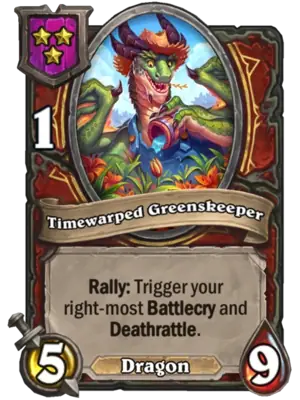 1
Timewarped Greenskeeper
Rally: Trigger your
right-most Battlecry and
Deathrattle.
5
Dragon
9